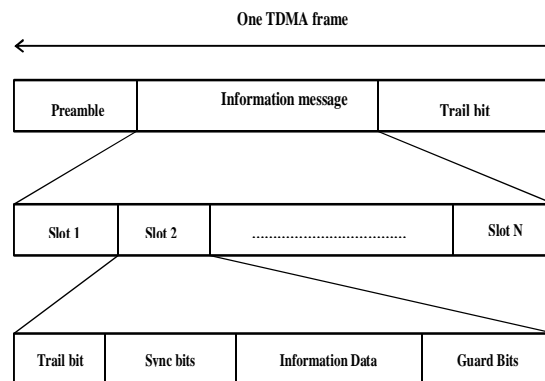 One TDMA frame
Preamble Information message Trail bit
Slot 1 Slot 2 ..................................... Slot N
Trail bit Sync bits Information Data Guard Bits